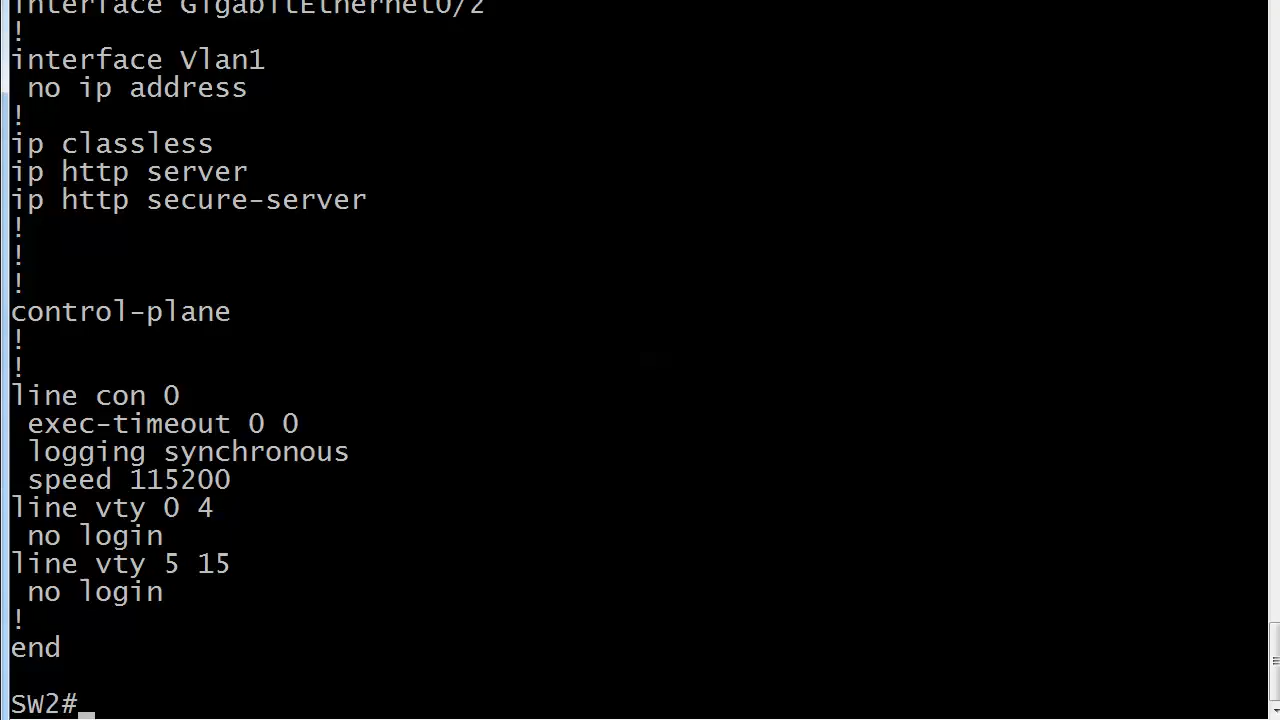 interface GigabitEthernet0/2
!
interface Vlan1
 no ip address
!
ip classless
ip http server
ip http secure-server
!
!
!
control-plane
!
!
line con 0
 exec-timeout 0 0
 logging synchronous
 speed 115200
line vty 0 4
 no login
line vty 5 15
 no login
!
end

SW2#